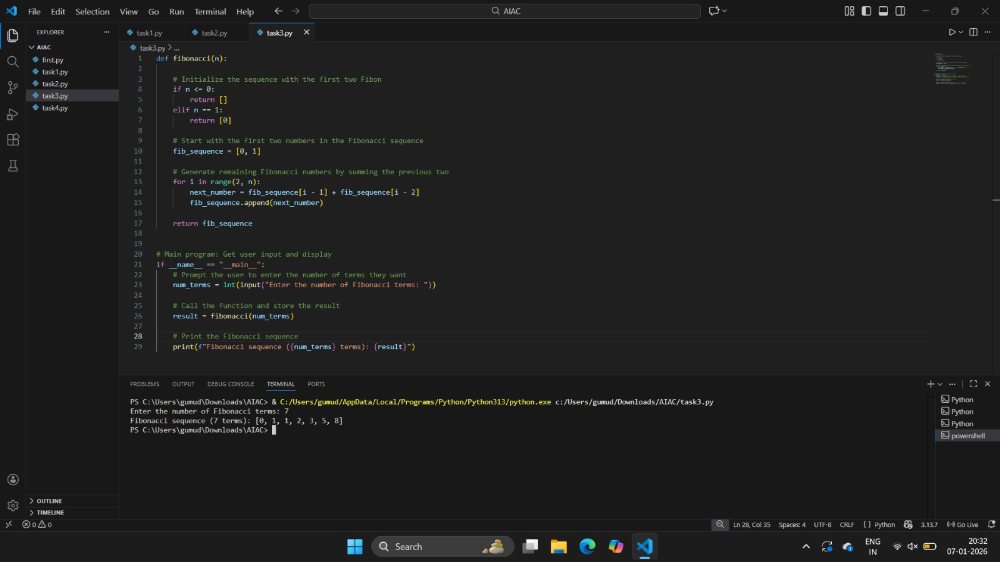 File Edit Selection View Go Run Terminal Help
AIAC
EXPLORER
AIAC
first.py
task1.py
task2.py
task3.py
task4.py
OUTLINE
TIMELINE
task1.py
task2.py
task3.py
task3.py > ...
1 def fibonacci(n):
2
3 # Initialize the sequence with the first two Fibon
4 if n <= 0:
5 return []
6 elif n == 1:
7 return [0]
8
9 # Start with the first two numbers in the Fibonacci sequence
10 fib_sequence = [0, 1]
11
12 # Generate remaining Fibonacci numbers by summing the previous two
13 for i in range(2, n):
14 next_number = fib_sequence[i - 1] + fib_sequence[i - 2]
15 fib_sequence.append(next_number)
16
17 return fib_sequence
18
19
20 # Main program: Get user input and display
21 if __name__ == "__main__":
22 # Prompt the user to enter the number of terms they want
23 num_terms = int(input("Enter the number of Fibonacci terms: "))
24
25 # Call the function and store the result
26 result = fibonacci(num_terms)
27
28 # Print the Fibonacci sequence
29 print(f"Fibonacci sequence ({num_terms} terms): {result}")
PROBLEMS OUTPUT DEBUG CONSOLE TERMINAL PORTS
PS C:\Users\gumud\Downloads\AIAC> & C:/Users/gumud/AppData/Local/Programs/Python/Python313/python.exe c:/Users/gumud/Downloads/AIAC/task3.py
Enter the number of Fibonacci terms: 7
Fibonacci sequence (7 terms): [0, 1, 1, 2, 3, 5, 8]
PS C:\Users\gumud\Downloads\AIAC>
Python
Python
Python
powershell
0 0
Ln 28, Col 35 Spaces: 4 UTF-8 CRLF {} Python 3.13.7 Go Live
Search
ENG
IN
20:32
07-01-2026